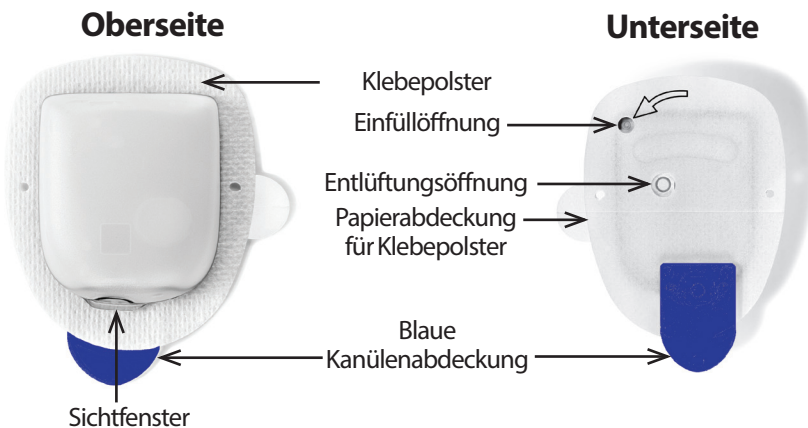 Oberseite
Unterseite
Klebepolster
Einfüllöffnung
Entlüftungsöffnung
Papierabdeckung
für Klebepolster
Blaue
Kanülenabdeckung
Sichtfenster